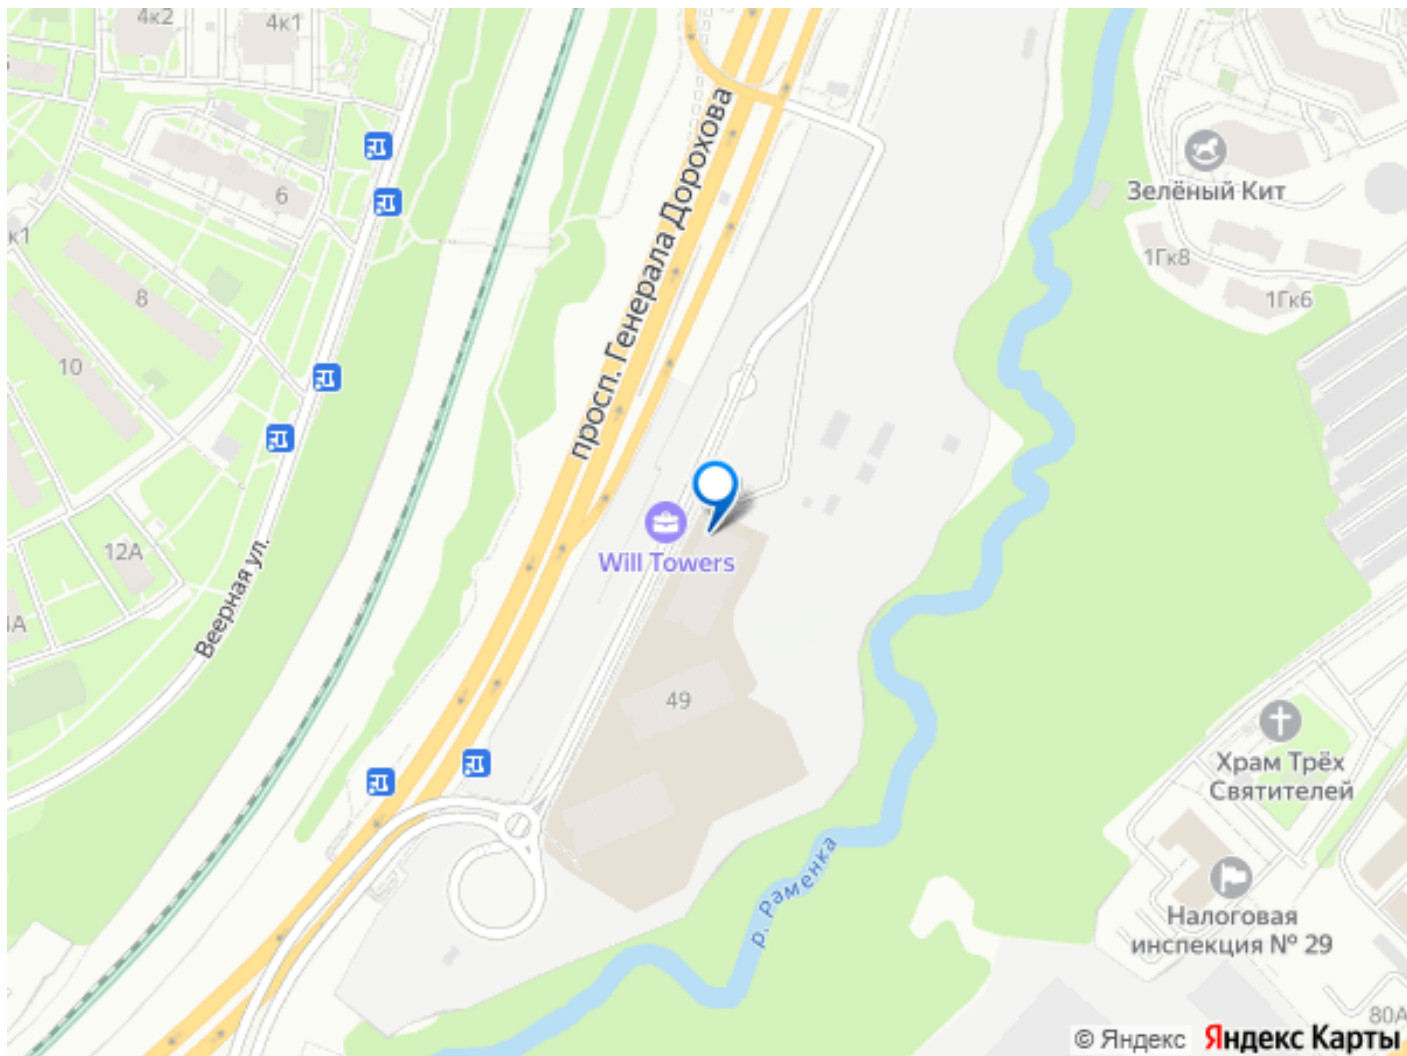 4к2
4к1
6
к1
8
10
12А
Веерная ул.
просп. Генерала Дорохова
Зелёный Кит
1Гк8
1Гк6
Will Towers
49
р. Раменка
Храм Трёх
Святителей
Налоговая
инспекция № 29
80А
© Яндекс Яндекс Карты